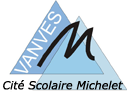 VANVES
M
Cité Scolaire Michelet